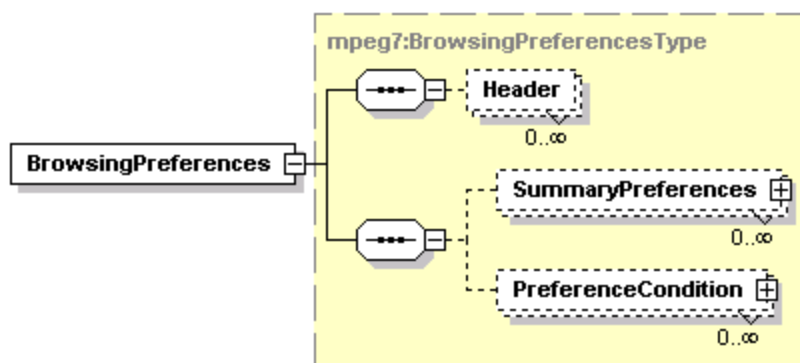 mpeg7:BrowsingPreferencesType
Header
0..∞
BrowsingPreferences
SummaryPreferences
0..∞
PreferenceCondition
0..∞